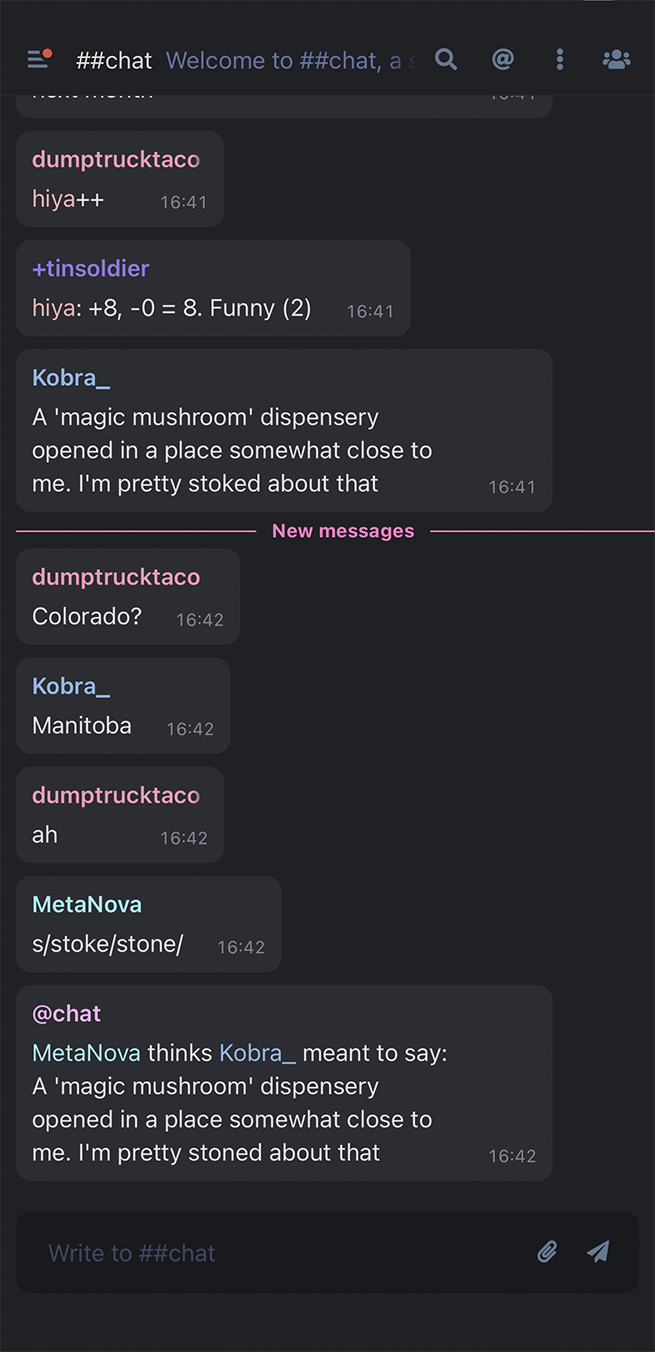 ##chat Welcome to ##chat, a
next month 16:41
dumptrucktaco
hiya++ 16:41
+tinsoldier
hiya: +8, -0 = 8. Funny (2) 16:41
Kobra_
A 'magic mushroom' dispensery
opened in a place somewhat close to
me. I'm pretty stoked about that 16:41
New messages
dumptrucktaco
Colorado? 16:42
Kobra_
Manitoba 16:42
dumptrucktaco
ah 16:42
MetaNova
s/stoke/stone/ 16:42
@chat
MetaNova thinks Kobra_ meant to say:
A 'magic mushroom' dispensery
opened in a place somewhat close to
me. I'm pretty stoned about that 16:42
Write to ##chat